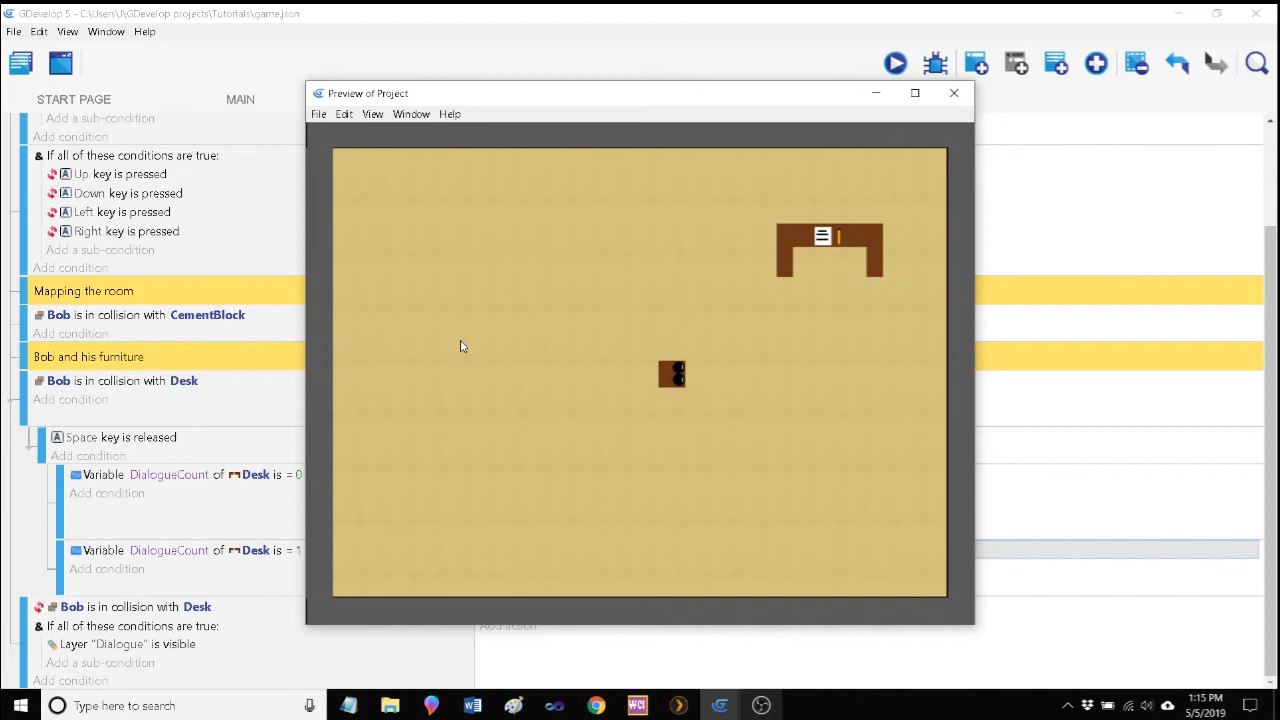 GDevelop 5 - C:\Users\J\GDevelop projects\Tutorials\game.json
File Edit View Window Help
START PAGE MAIN
Preview of Project
File Edit View Window Help
Add a sub-condition
Add condition
& If all of these conditions are true:
Up key is pressed
Down key is pressed
Left key is pressed
Right key is pressed
Add a sub-condition
Add condition
Mapping the room
Bob is in collision with CementBlock
Add condition
Bob and his furniture
Bob is in collision with Desk
Add condition
Space key is released
Add condition
Variable DialogueCount of Desk is = 0
Add condition
Variable DialogueCount of Desk is = 1
Add condition
Bob is in collision with Desk
& If all of these conditions are true:
Layer "Dialogue" is visible
Add a sub-condition
Add condition
Add action
Type here to search
WCI
1:15 PM
5/5/2019